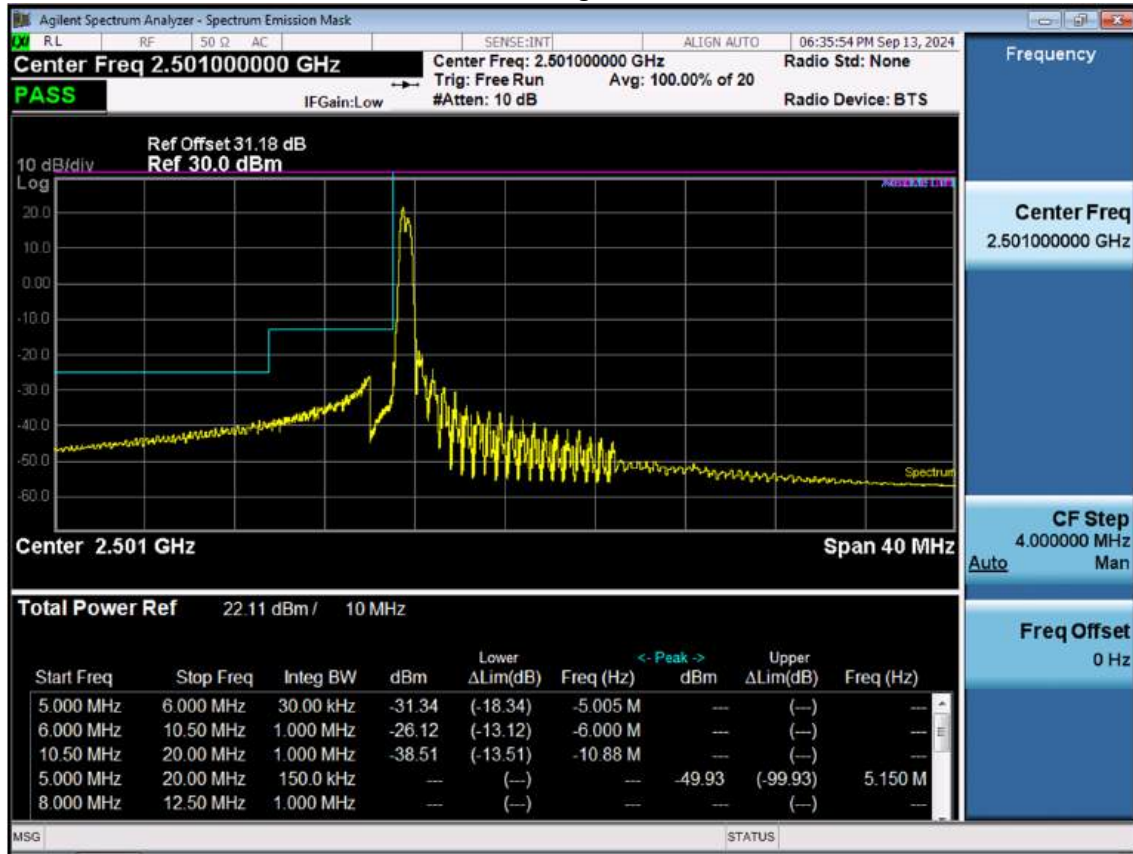 Agilent Spectrum Analyzer - Spectrum Emission Mask
RL RF 50 Ω AC SENSE:INT ALIGN AUTO 06:35:54 PM Sep 13, 2024
Center Freq 2.501000000 GHz Center Freq: 2.501000000 GHz Radio Std: None
Trig: Free Run Avg: 100.00% of 20
PASS IFGain:Low #Atten: 10 dB Radio Device: BTS
Ref Offset 31.18 dB
10 dB/div Ref 30.0 dBm
Log
Absolute Limit
20.0
10.0
0.00
-10.0
-20.0
-30.0
-40.0
-50.0
Spectrum
-60.0
Center 2.501 GHz Span 40 MHz
Total Power Ref 22.11 dBm / 10 MHz
Lower <- Peak -> Upper
Start Freq Stop Freq Integ BW dBm ΔLim(dB) Freq (Hz) dBm ΔLim(dB) Freq (Hz)
5.000 MHz 6.000 MHz 30.00 kHz -31.34 (-18.34) -5.005 M --- (---) ---
6.000 MHz 10.50 MHz 1.000 MHz -26.12 (-13.12) -6.000 M --- (---) ---
10.50 MHz 20.00 MHz 1.000 MHz -38.51 (-13.51) -10.88 M --- (---) ---
5.000 MHz 20.00 MHz 150.0 kHz --- (---) --- -49.93 (-99.93) 5.150 M
8.000 MHz 12.50 MHz 1.000 MHz --- (---) --- --- (---) ---
MSG STATUS
Frequency
Center Freq
2.501000000 GHz
CF Step
4.000000 MHz
Auto Man
Freq Offset
0 Hz